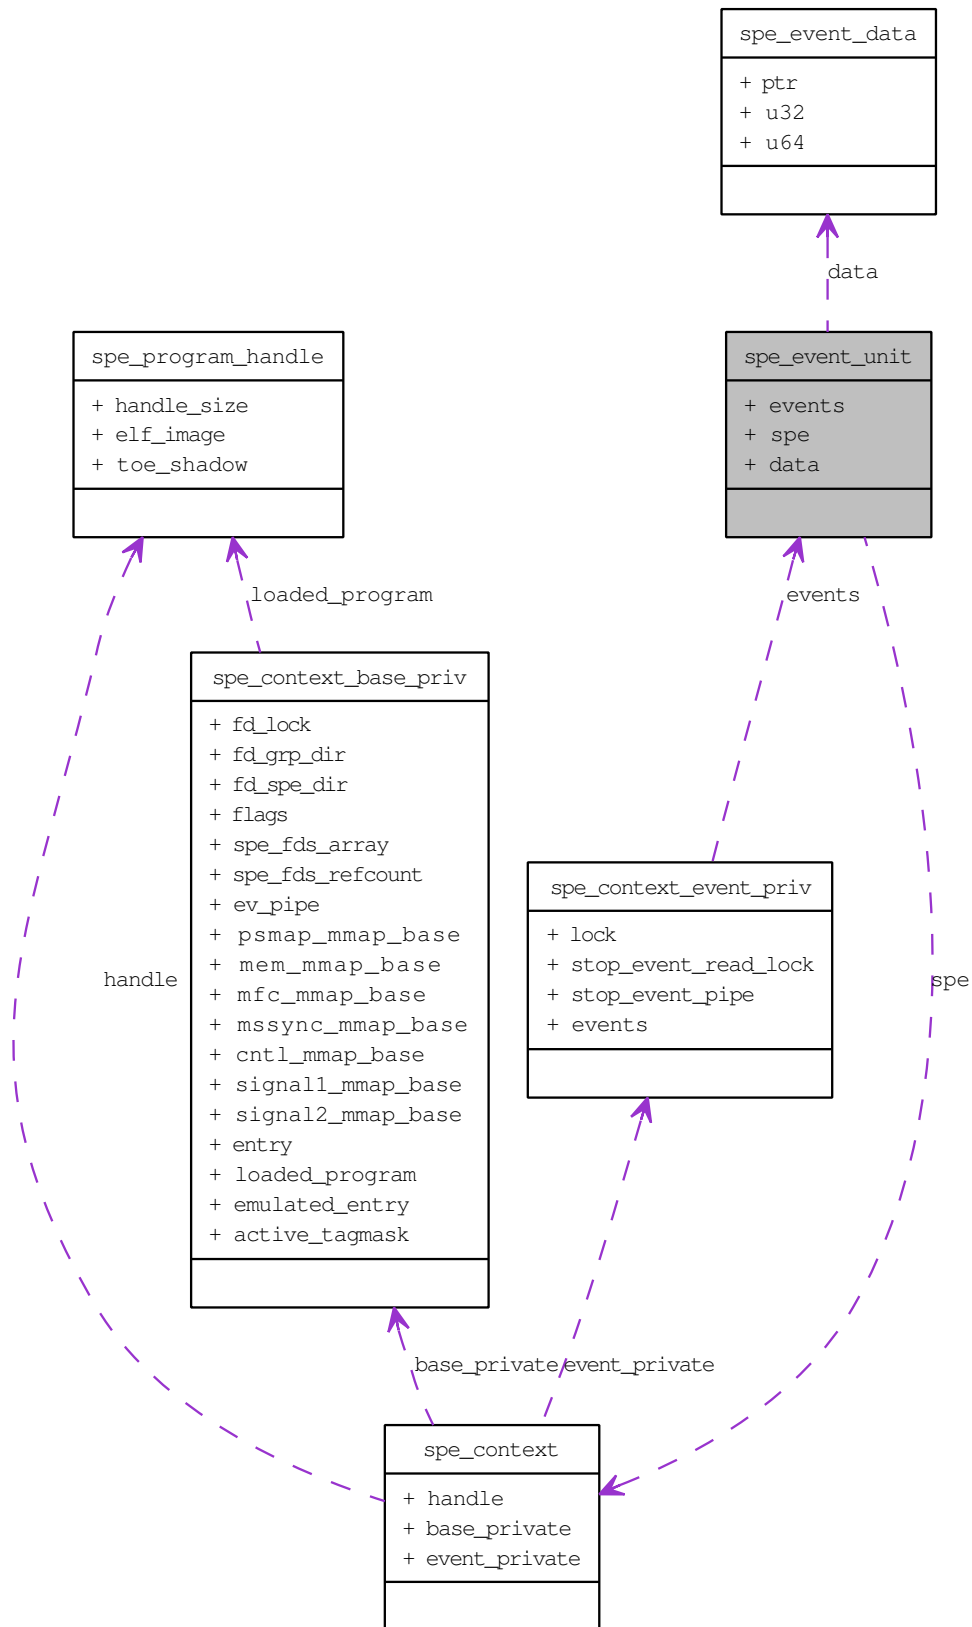 spe_event_data
+ ptr
+ u32
+ u64
data
spe_program_handle
+ handle_size
+ elf_image
+ toe_shadow
spe_event_unit
+ events
+ spe
+ data
loaded_program
events
spe_context_base_priv
+ fd_lock
+ fd_grp_dir
+ fd_spe_dir
+ flags
+ spe_fds_array
+ spe_fds_refcount
+ ev_pipe
+ psmap_mmap_base
+ mem_mmap_base
+ mfc_mmap_base
+ mssync_mmap_base
+ cntl_mmap_base
+ signal1_mmap_base
+ signal2_mmap_base
+ entry
+ loaded_program
+ emulated_entry
+ active_tagmask
spe_context_event_priv
+ lock
+ stop_event_read_lock
+ stop_event_pipe
+ events
handle
spe
base_private
event_private
spe_context
+ handle
+ base_private
+ event_private